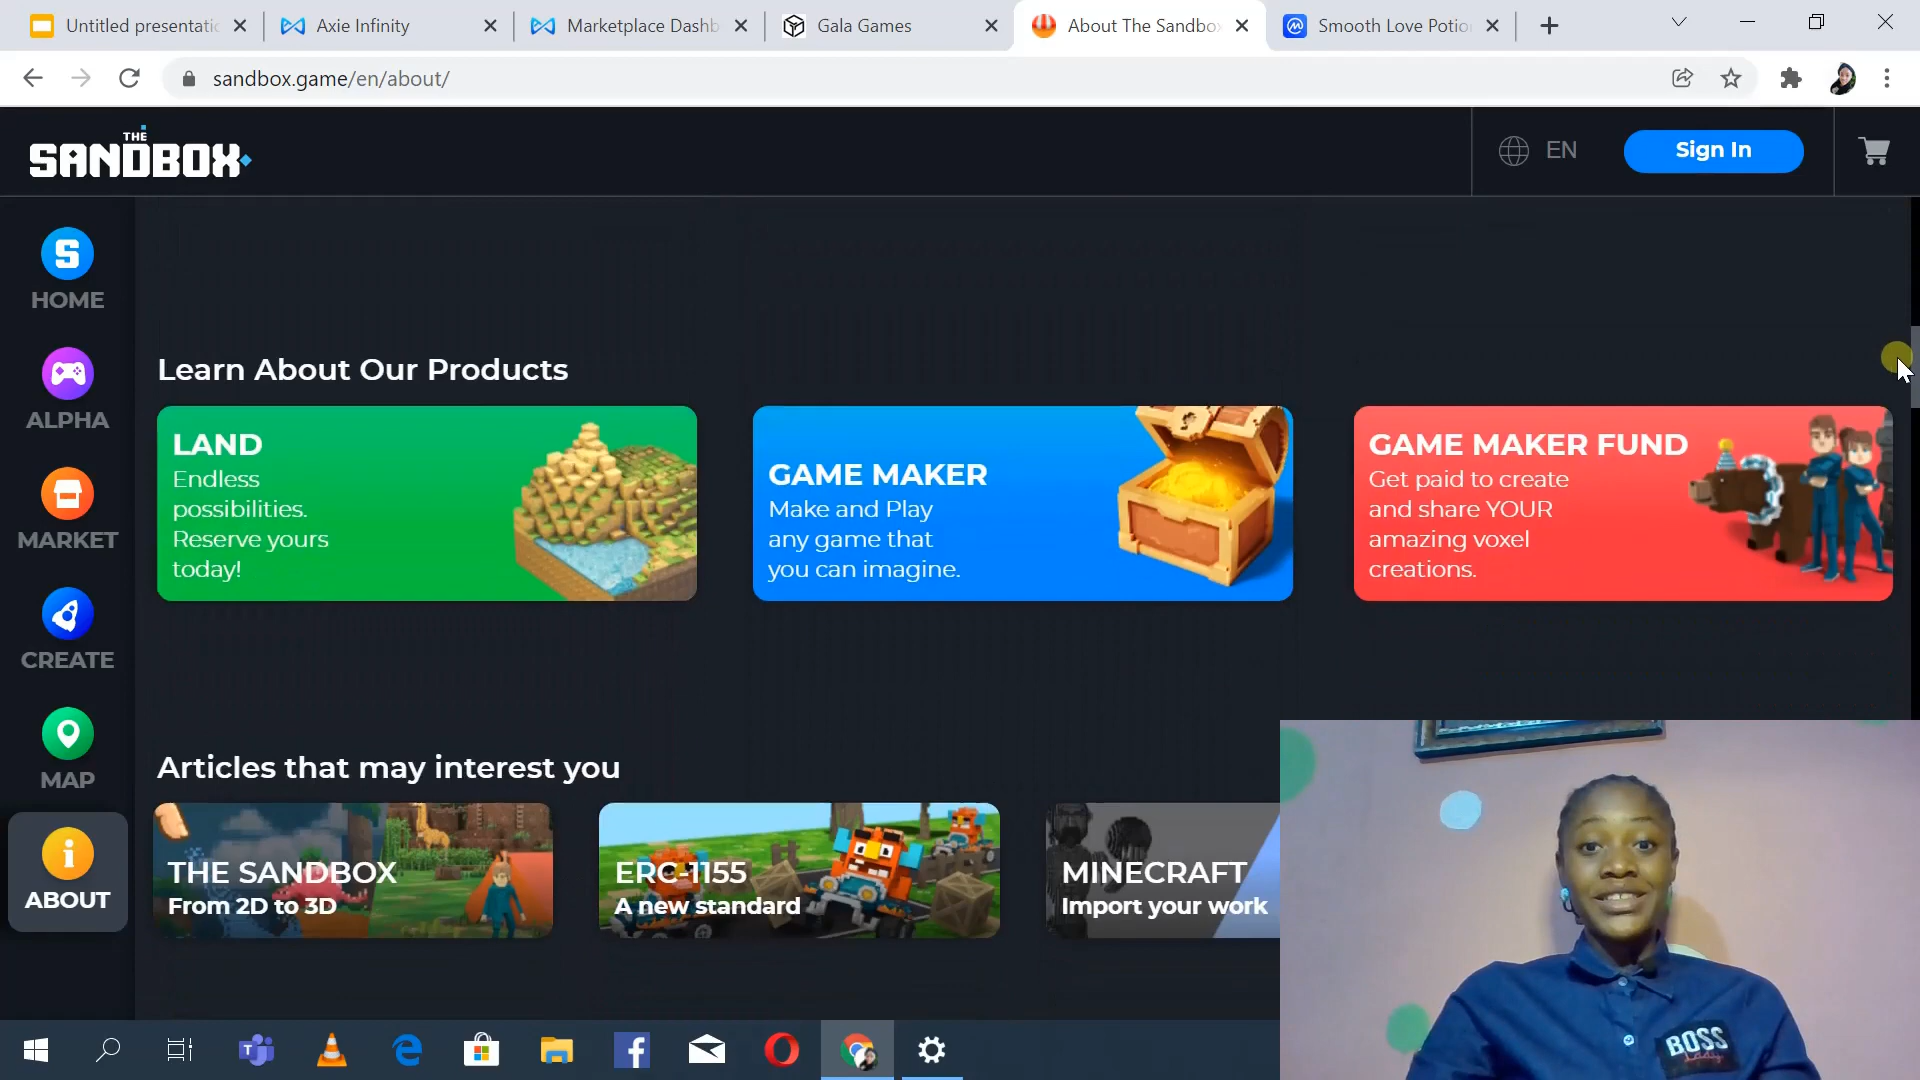 Untitled presentati
Axie Infinity
Marketplace Dashb
Gala Games
About The Sandbox
Smooth Love Potio
sandbox.game/en/about/
THE
SANDBOX
EN
Sign In
HOME
ALPHA
MARKET
CREATE
MAP
ABOUT
Learn About Our Products
LAND
Endless
possibilities.
Reserve yours
today!
GAME MAKER
Make and Play
any game that
you can imagine.
GAME MAKER FUND
Get paid to create
and share YOUR
amazing voxel
creations.
Articles that may interest you
THE SANDBOX
From 2D to 3D
ERC-1155
A new standard
MINECRAFT
Import your work
BOSS
Lady